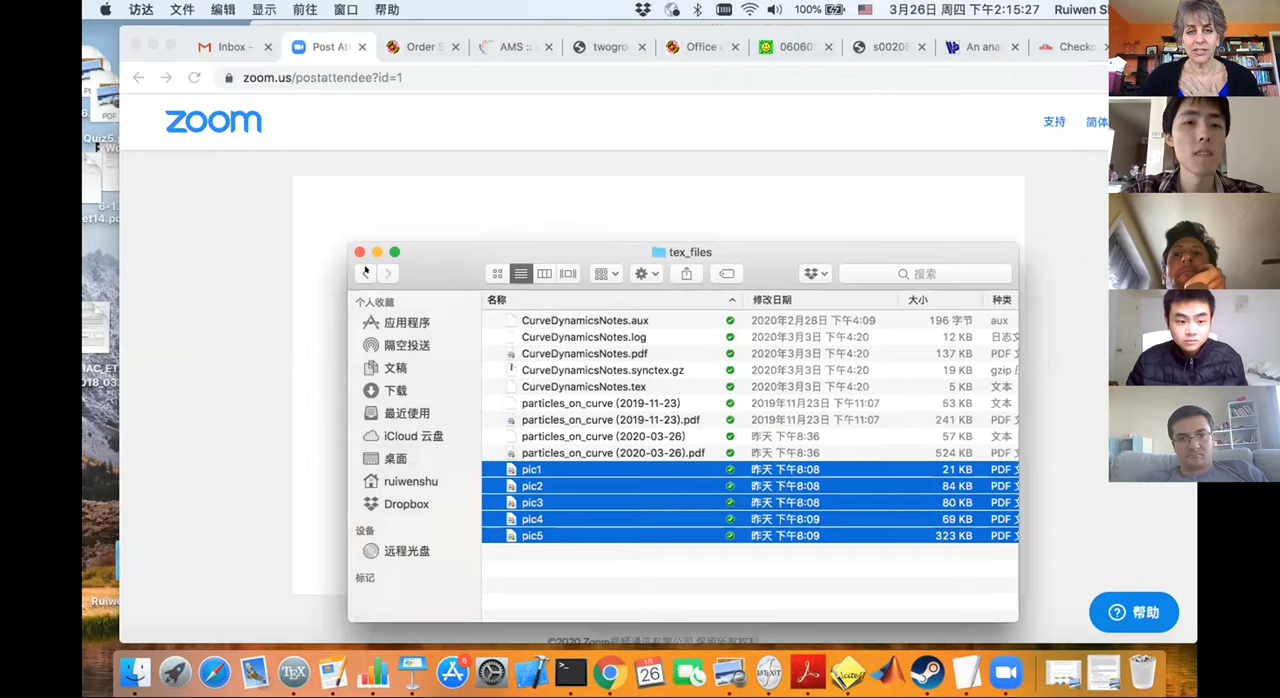 访达 文件 编辑 显示 前往 窗口 帮助 100% 3月26日 周四 下午2:15:27 Ruiwen S
Inbox - Post At Order S AMS :: twogro Office 06060 s0020 An ana Checko
zoom.us/postattendee?id=1
zoom 支持 简体
PDF
Quiz5
tex_files
搜索
个人收藏
应用程序
隔空投送
文稿
下载
最近使用
iCloud 云盘
桌面
ruiwenshu
Dropbox
设备
远程光盘
标记
名称 修改日期 大小 种类
CurveDynamicsNotes.aux 2020年2月28日 下午4:09 196 字节 aux
CurveDynamicsNotes.log 2020年3月3日 下午4:20 12 KB 日志文
CurveDynamicsNotes.pdf 2020年3月3日 下午4:20 137 KB PDF
CurveDynamicsNotes.synctex.gz 2020年3月3日 下午4:20 19 KB gzip
CurveDynamicsNotes.tex 2020年3月3日 下午4:20 5 KB 文本
particles_on_curve (2019-11-23) 2019年11月23日 下午11:07 53 KB 文本
particles_on_curve (2019-11-23).pdf 2019年11月23日 下午11:07 241 KB PDF
particles_on_curve (2020-03-26) 昨天 下午8:36 57 KB 文本
particles_on_curve (2020-03-26).pdf 昨天 下午8:36 524 KB PDF
pic1 昨天 下午8:08 21 KB PDF
pic2 昨天 下午8:08 84 KB PDF
pic3 昨天 下午8:08 80 KB PDF
pic4 昨天 下午8:09 69 KB PDF
pic5 昨天 下午8:09 323 KB PDF
Ruiw
帮助
26
TEX